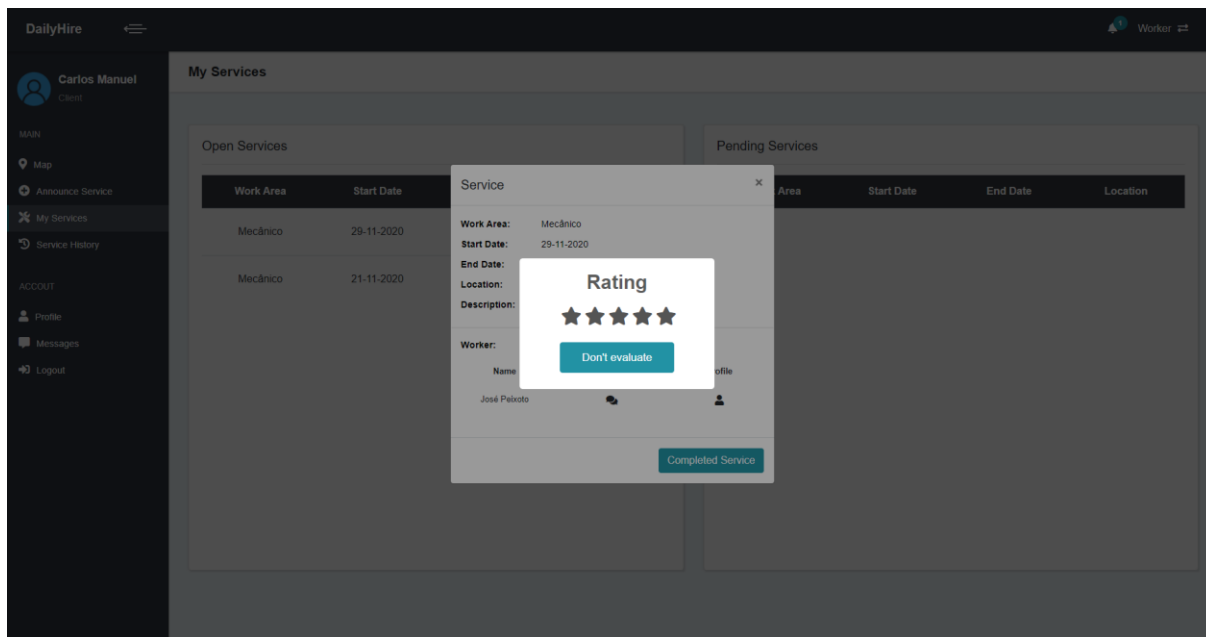 DailyHire
1
Worker
Carlos Manuel
Client
MAIN
Map
Announce Service
My Services
Service History
ACCOUT
Profile
Messages
Logout
My Services
Open Services
Work Area Start Date
Mecânico 29-11-2020
Mecânico 21-11-2020
Pending Services
Area Start Date End Date Location
Service ×
Work Area: Mecânico
Start Date: 29-11-2020
End Date:
Location:
Description:
Worker:
Name ofile
José Peixoto
Completed Service
Rating
Don't evaluate